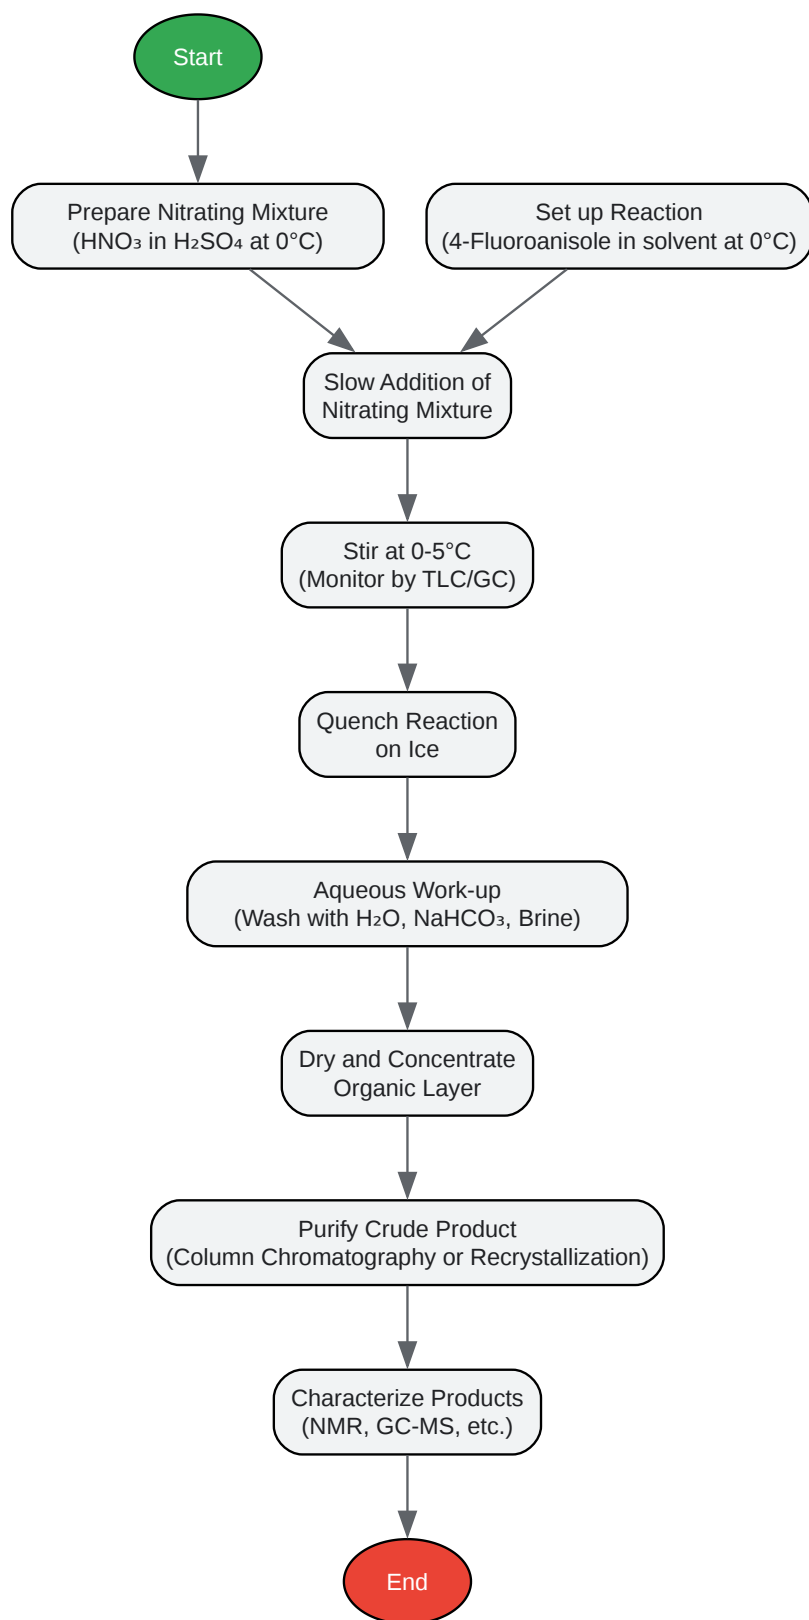 Start
Prepare Nitrating Mixture
(HNO₃ in H₂SO₄ at 0°C)
Set up Reaction
(4-Fluoroanisole in solvent at 0°C)
Slow Addition of
Nitrating Mixture
Stir at 0-5°C
(Monitor by TLC/GC)
Quench Reaction
on Ice
Aqueous Work-up
(Wash with H₂O, NaHCO₃, Brine)
Dry and Concentrate
Organic Layer
Purify Crude Product
(Column Chromatography or Recrystallization)
Characterize Products
(NMR, GC-MS, etc.)
End